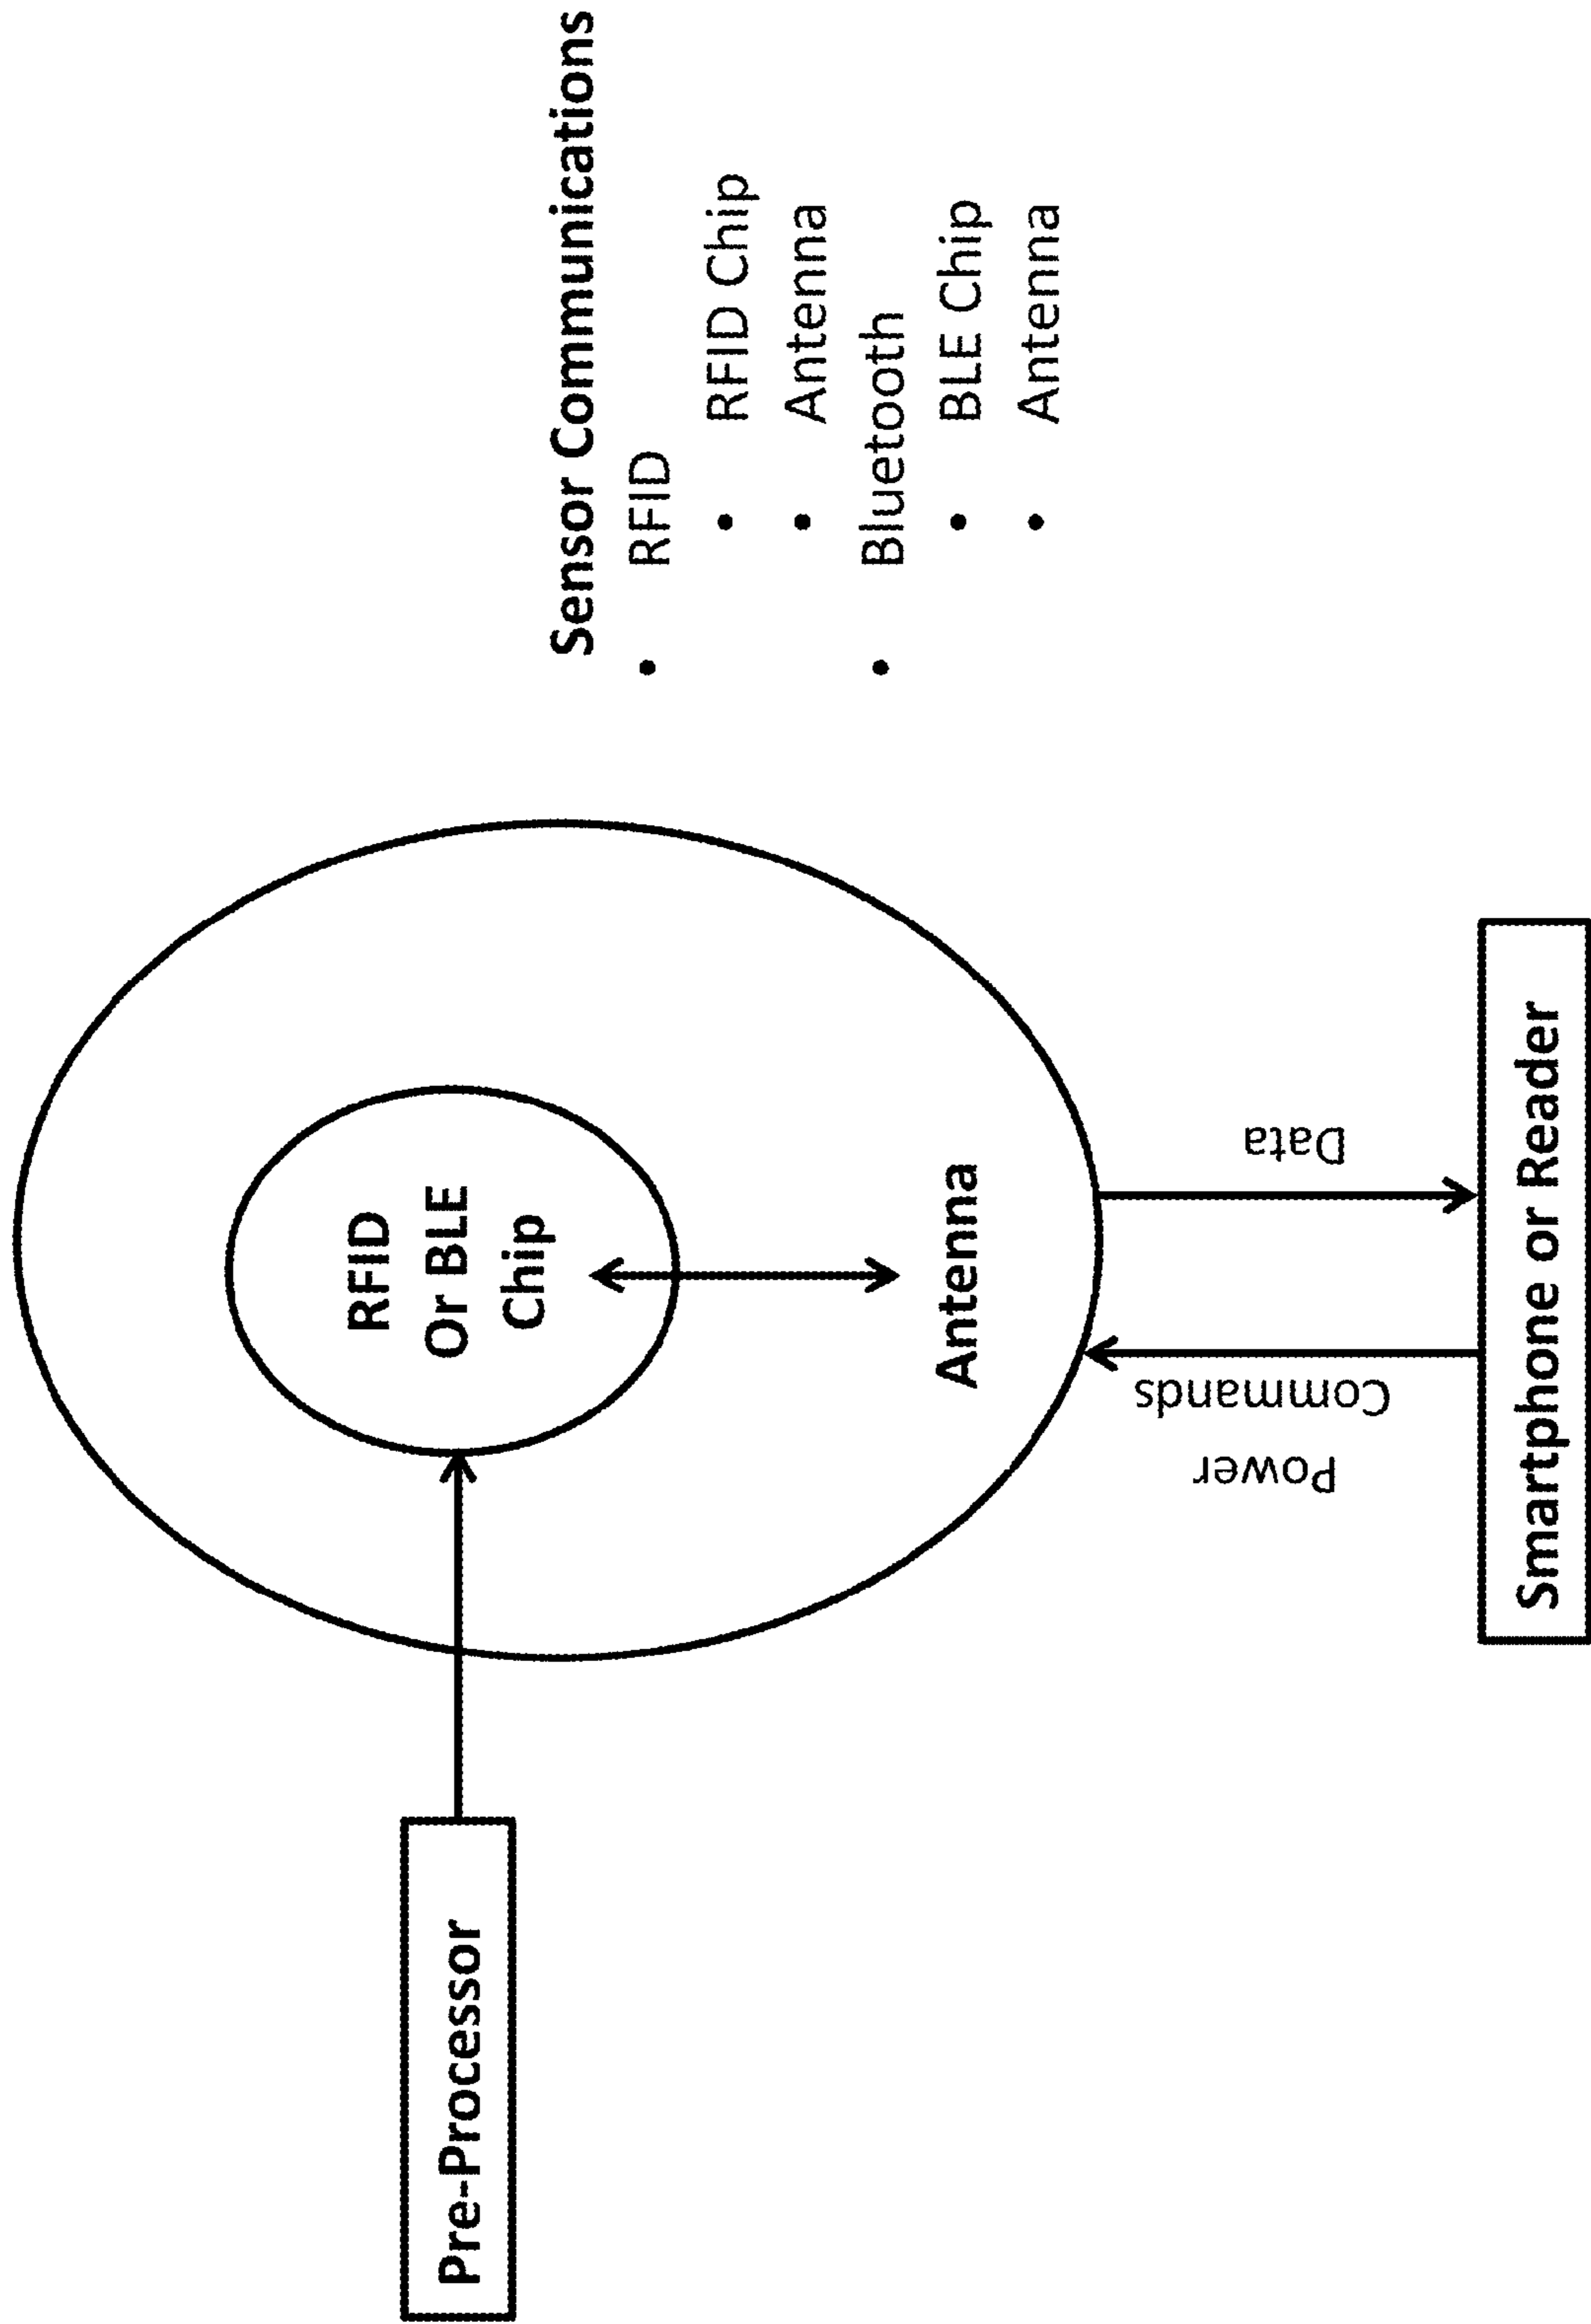 Sensor Communications
• RFID
• RFID Chip
• Antenna
• Bluetooth
• BLE Chip
• Antenna
Pre-Processor
RFID
Or BLE
Chip
Antenna
Power
Commands
Data
Smartphone or Reader